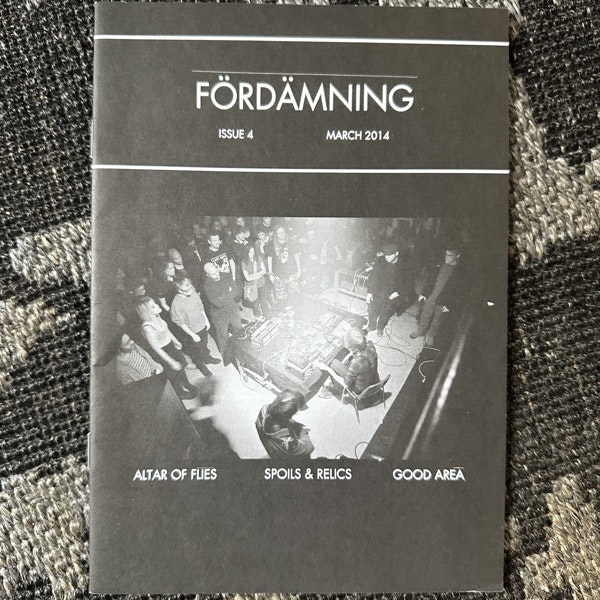 FÖRDÄMNING
ISSUE 4 MARCH 2014
ALTAR OF FLIES SPOILS & RELICS GOOD AREA